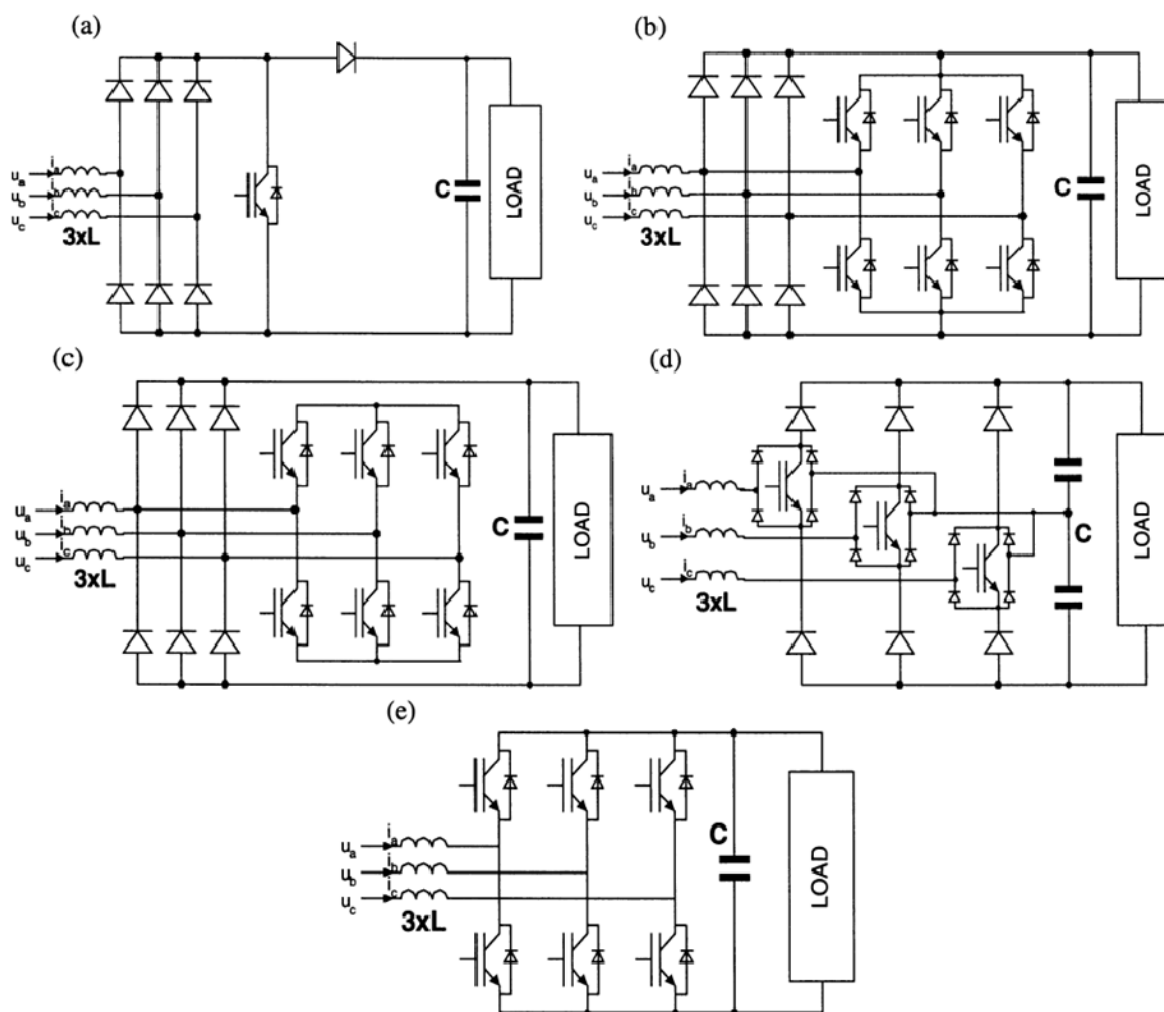 (a)
u_a i_a
u_b i_b
u_c i_c
3xL
C
LOAD
(b)
u_a i_a
u_b i_b
u_c i_c
3xL
C
LOAD
(c)
u_a i_a
u_b i_b
u_c i_c
3xL
C
LOAD
(d)
u_a i_a
u_b i_b
u_c i_c
3xL
C
LOAD
(e)
u_a i_a
u_b i_b
u_c i_c
3xL
C
LOAD